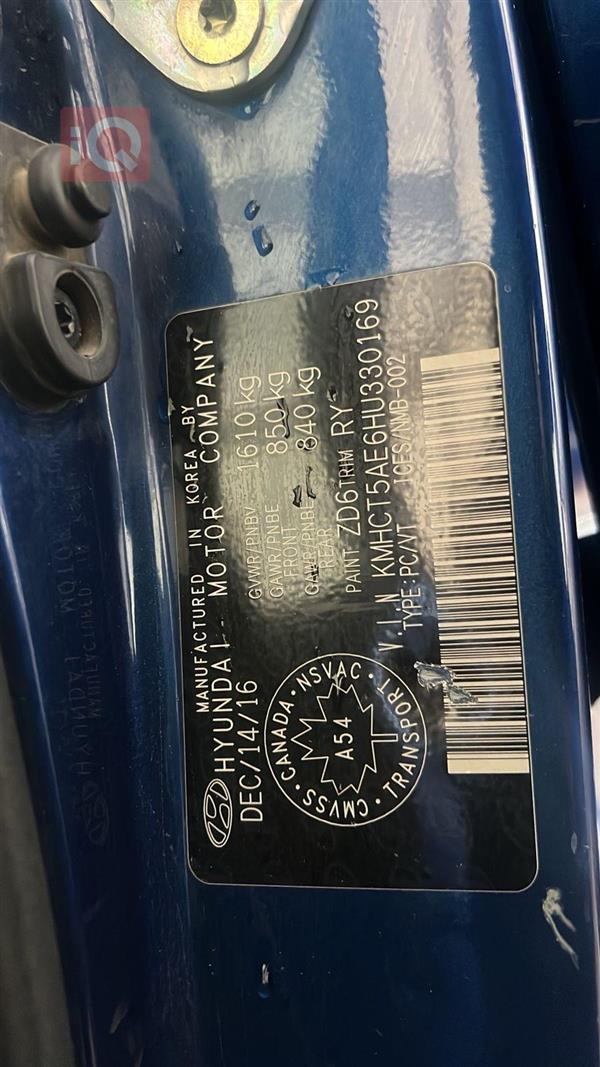 iQ
MANUFACTURED IN KOREA BY
HYUNDAI MOTOR COMPANY
DEC/14/16
GVWR/PNBV 1610 kg
GAWR/PNBE FRONT 850 kg
GAWR/PNBE REAR 840 kg
PAINT ZD6 TRIM RY
V.I.N KMHCT5AE6HU330169
TYPE:PC/VT ICES/NMB-002
CANADA · NSVAC · TRANSPORT · CMVSS ·
A54